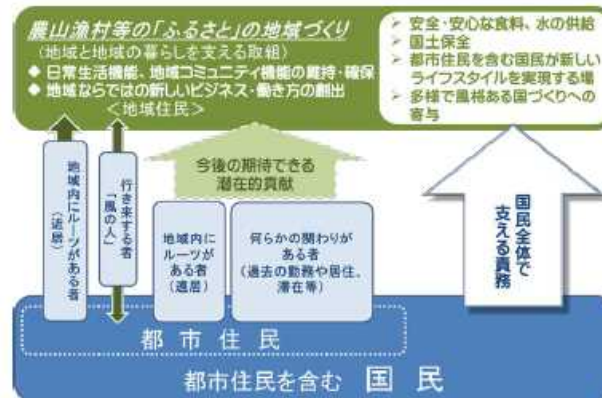 農山漁村等の「ふるさと」の地域づくり
(地域と地域の暮らしを支える取組)
◆ 日常生活機能、地域コミュニティ機能の維持・確保
◆ 地域ならではの新しいビジネス・働き方の創出
<地域住民>
➢ 安全・安心な食料、水の供給
➢ 国土保全
➢ 都市住民を含む国民が新しい
ライフスタイルを実現する場
➢ 多様で風格ある国づくりへの
寄与
地域内にルーツがある者
(近居)
行き来する者
「風の人」
今後の期待できる
潜在的貢献
地域内に
ルーツが
ある者
(遠居)
何らかの関わりが
ある者
(過去の勤務や居住、
滞在等)
国民全体で
支える責務
都市住民
都市住民を含む 国民